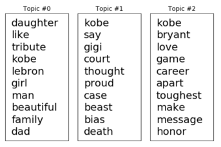 Topic #0
daughter
like
tribute
kobe
lebron
girl
man
beautiful
family
dad
Topic #1
kobe
say
gigi
court
thought
proud
case
beast
bias
death
Topic #2
kobe
bryant
love
game
career
apart
toughest
make
message
honor